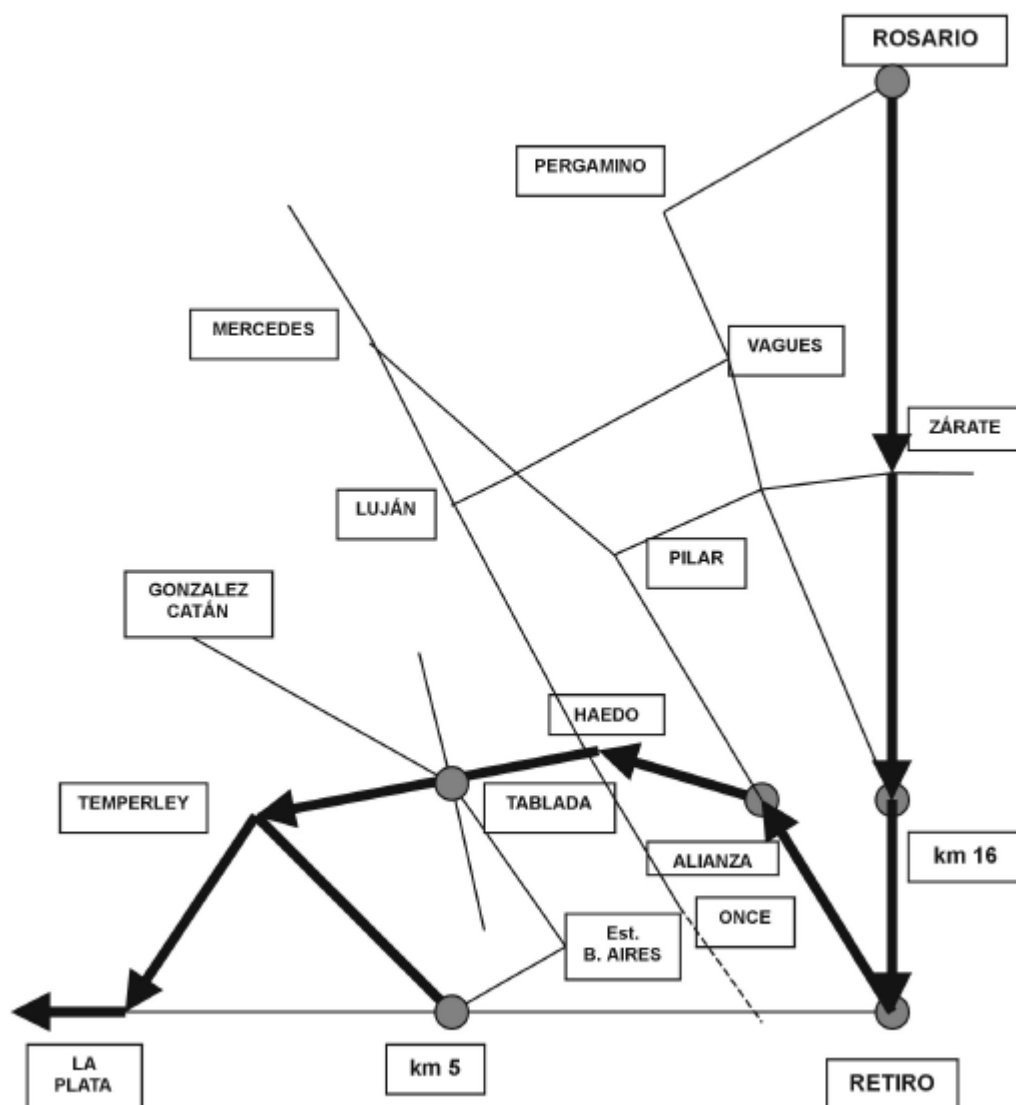 ROSARIO
PERGAMINO
MERCEDES
VAGUES
ZÁRATE
LUJÁN
PILAR
GONZALEZ
CATÁN
HAEDO
TEMPERLEY
TABLADA
ALIANZA
km 16
ONCE
Est.
B. AIRES
LA
PLATA
km 5
RETIRO